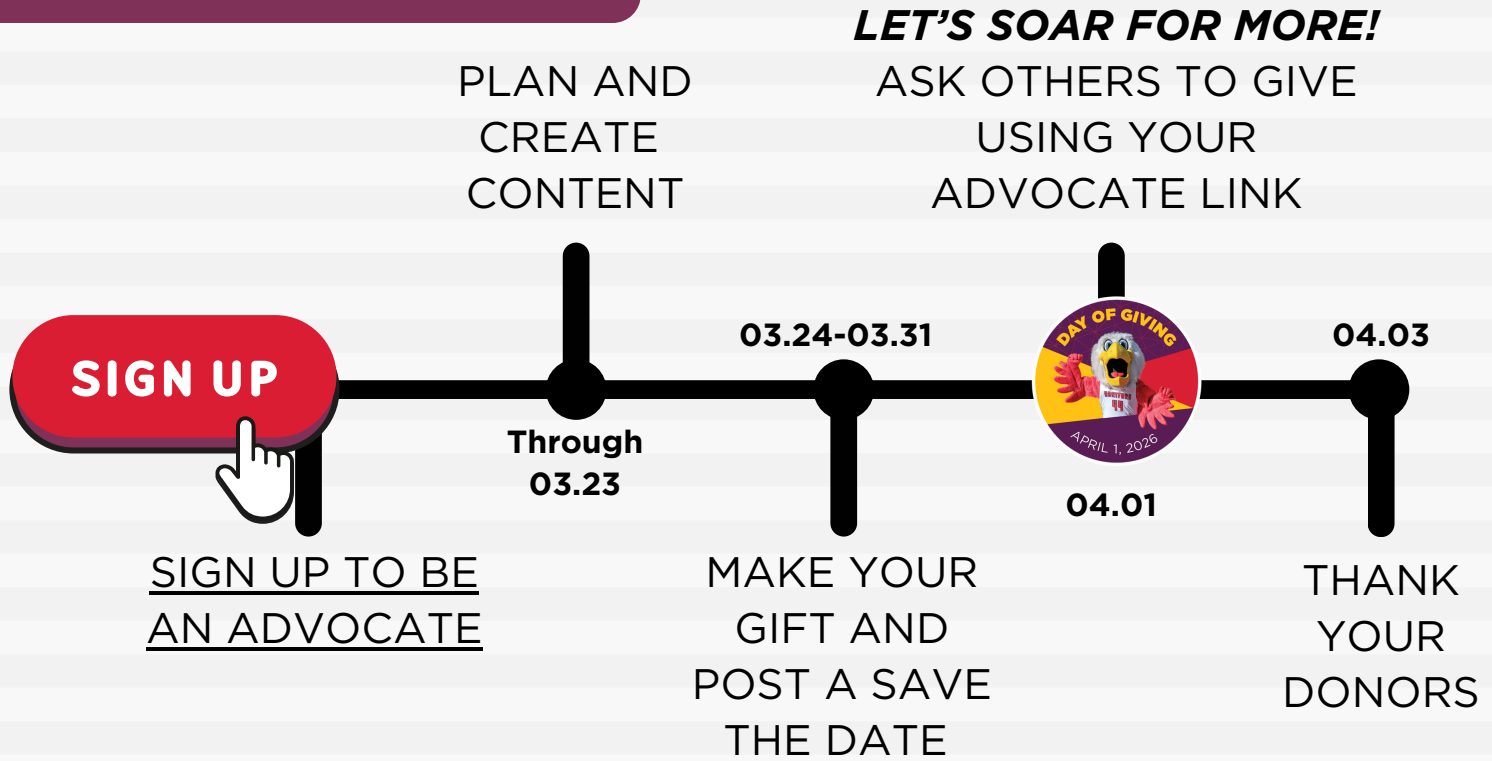 LET'S SOAR FOR MORE!
PLAN AND
CREATE
CONTENT
ASK OTHERS TO GIVE
USING YOUR
ADVOCATE LINK
SIGN UP
Through
03.23
03.24-03.31
DAY OF GIVING
44
APRIL 1, 2026
04.01
04.03
SIGN UP TO BE
AN ADVOCATE
MAKE YOUR
GIFT AND
POST A SAVE
THE DATE
THANK
YOUR
DONORS